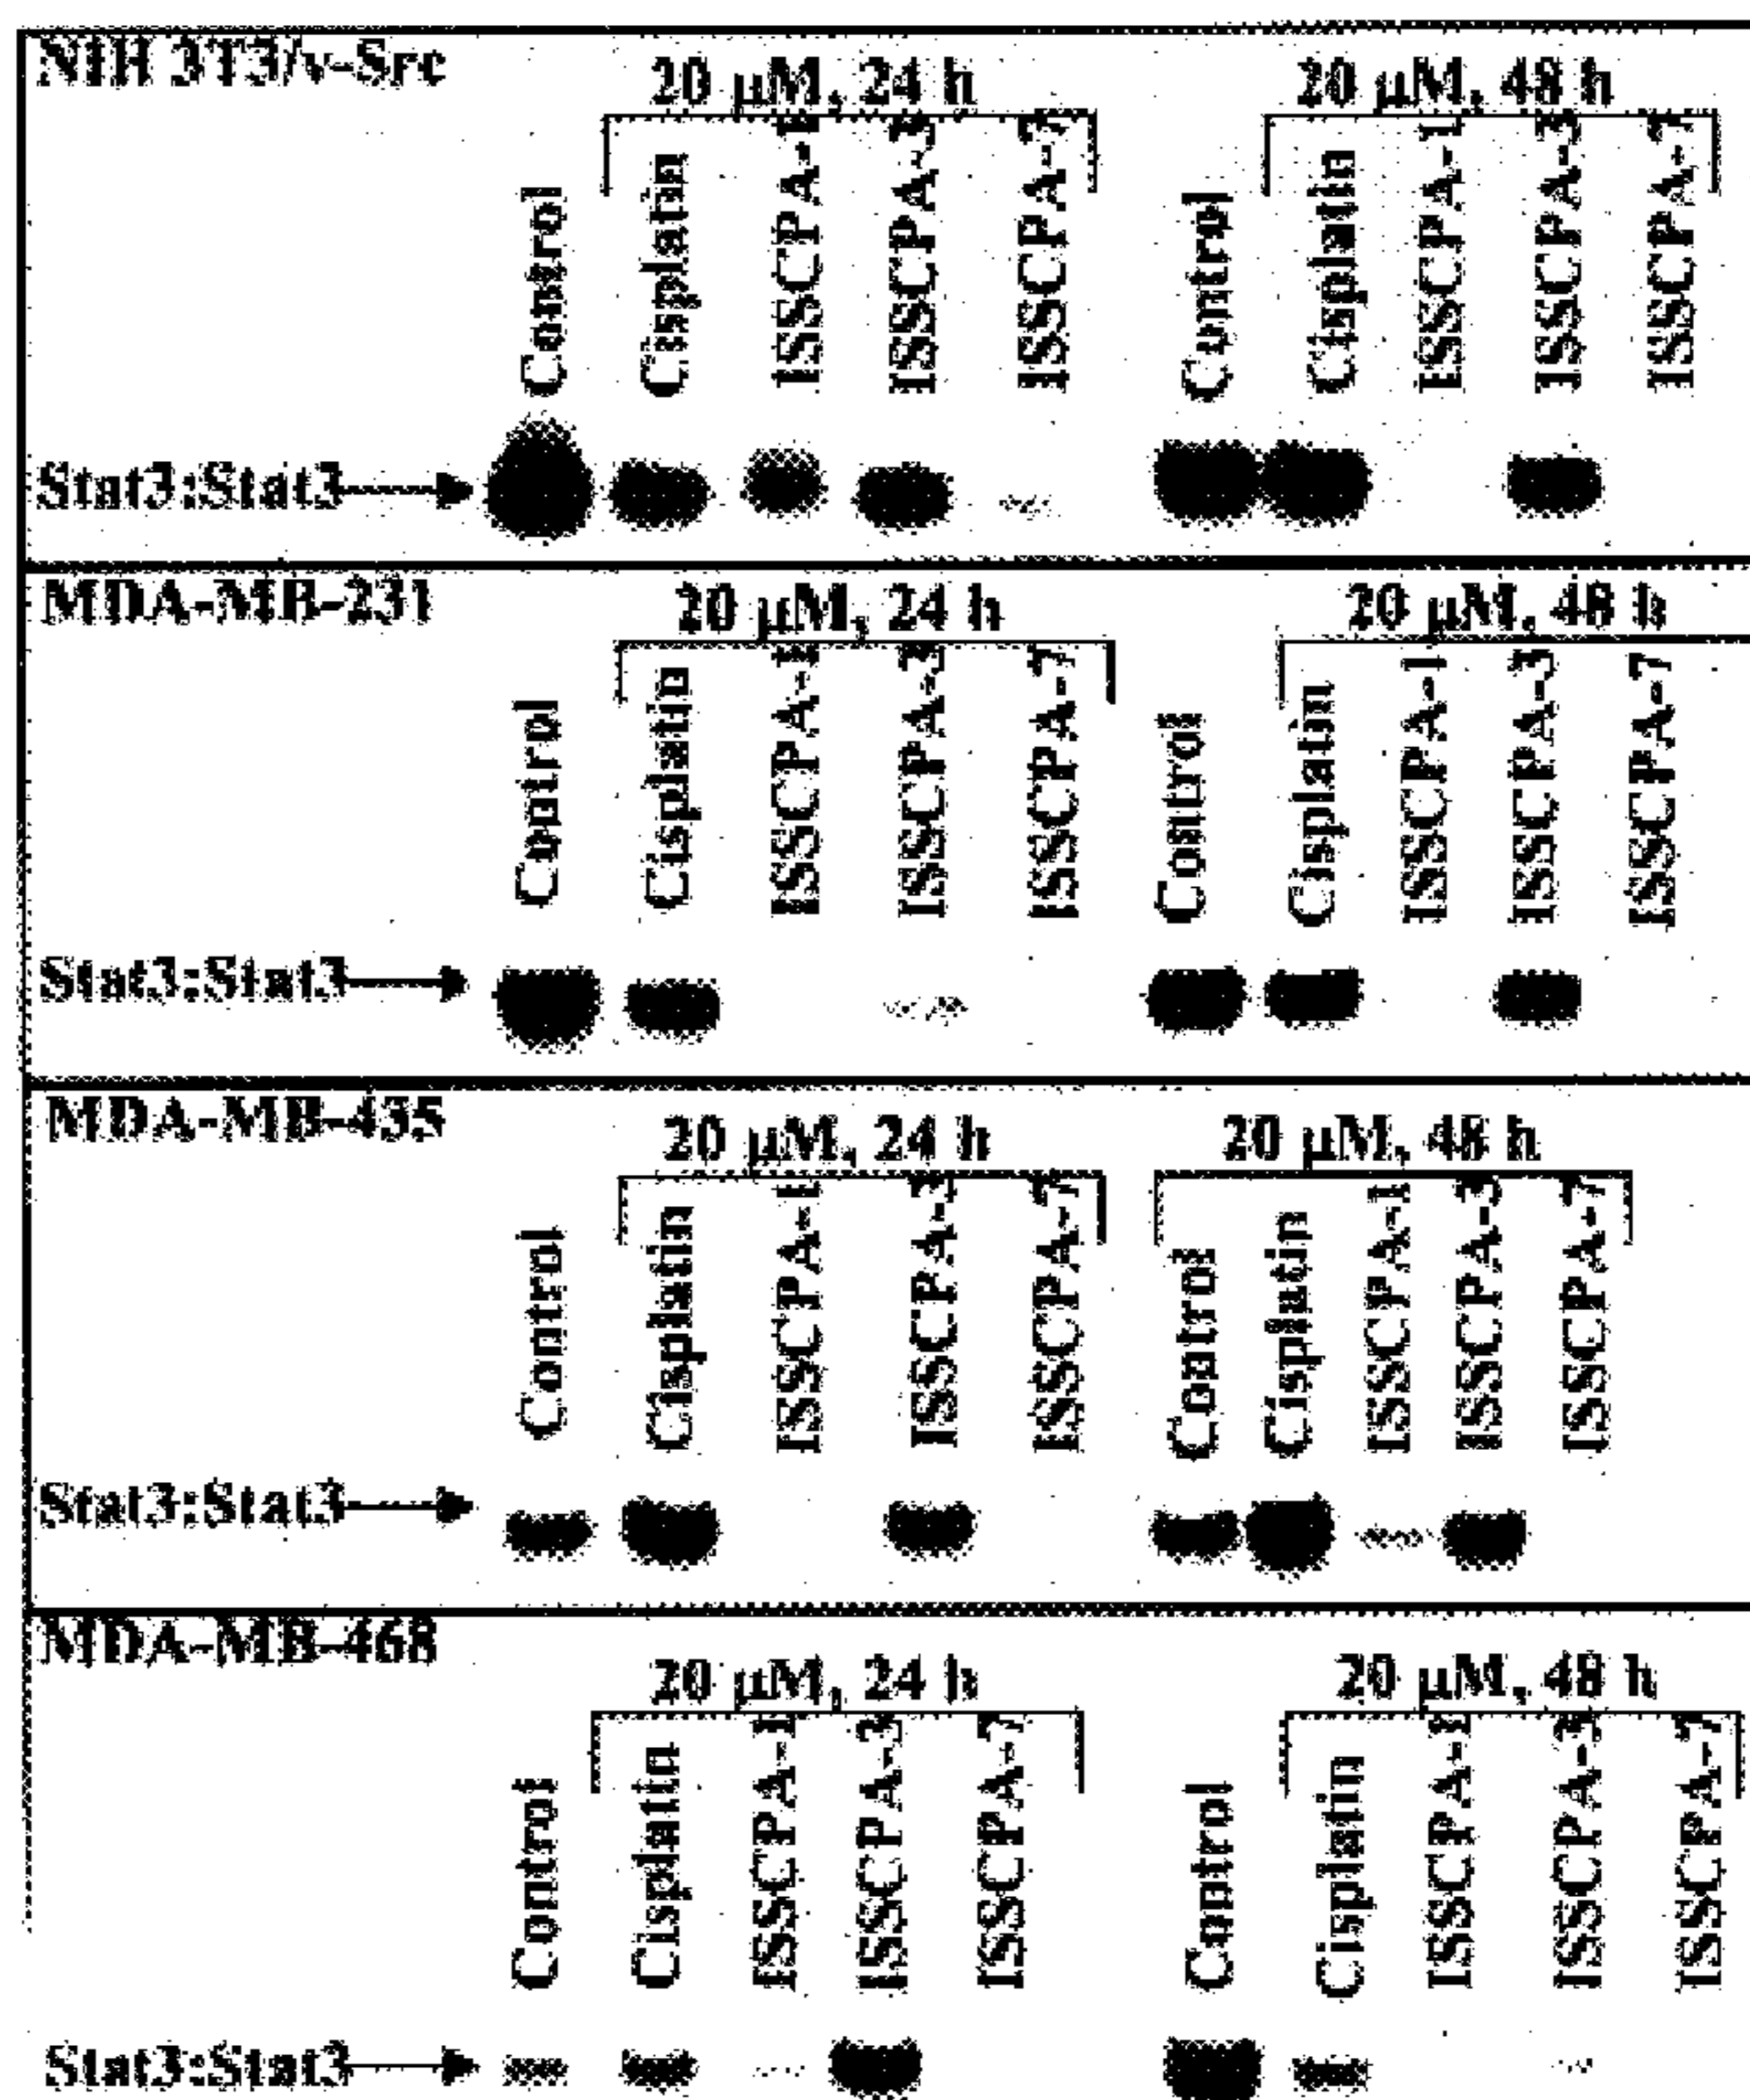 NIH 3T3/v-Src
20 µM, 24 h
20 µM, 48 h
Control
Cisplatin
ISSCPA-1
ISSCPA-3
ISSCPA-7
Control
Cisplatin
ISSCPA-1
ISSCPA-3
ISSCPA-7
Stat3:Stat3
MDA-MB-231
20 µM, 24 h
20 µM, 48 h
Control
Cisplatin
ISSCPA-1
ISSCPA-3
ISSCPA-7
Control
Cisplatin
ISSCPA-1
ISSCPA-3
ISSCPA-7
Stat3:Stat3
MDA-MB-435
20 µM, 24 h
20 µM, 48 h
Control
Cisplatin
ISSCPA-1
ISSCPA-3
ISSCPA-7
Control
Cisplatin
ISSCPA-1
ISSCPA-3
ISSCPA-7
Stat3:Stat3
MDA-MB-468
20 µM, 24 h
20 µM, 48 h
Control
Cisplatin
ISSCPA-1
ISSCPA-3
ISSCPA-7
Control
Cisplatin
ISSCPA-1
ISSCPA-3
ISSCPA-7
Stat3:Stat3